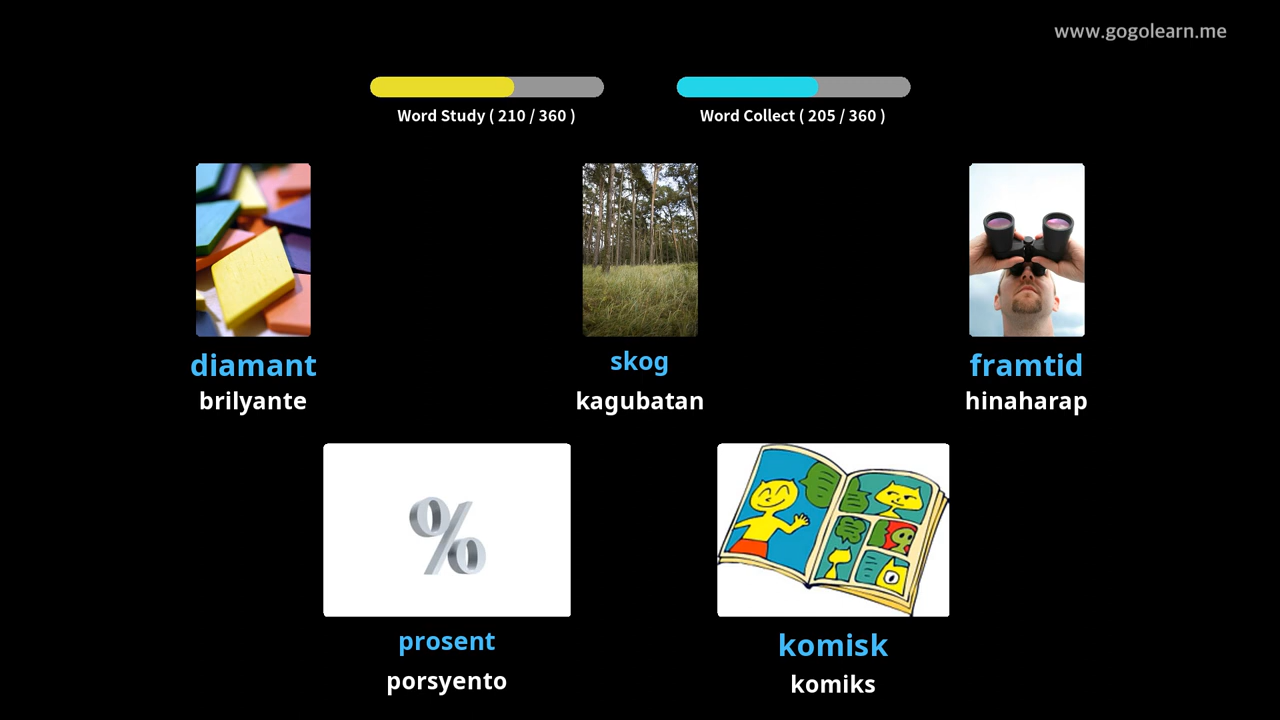 www.gogolearn.me
Word Study ( 210 / 360 )
Word Collect ( 205 / 360 )
diamant
brilyante
skog
kagubatan
framtid
hinaharap
%
prosent
porsyento
komisk
komiks